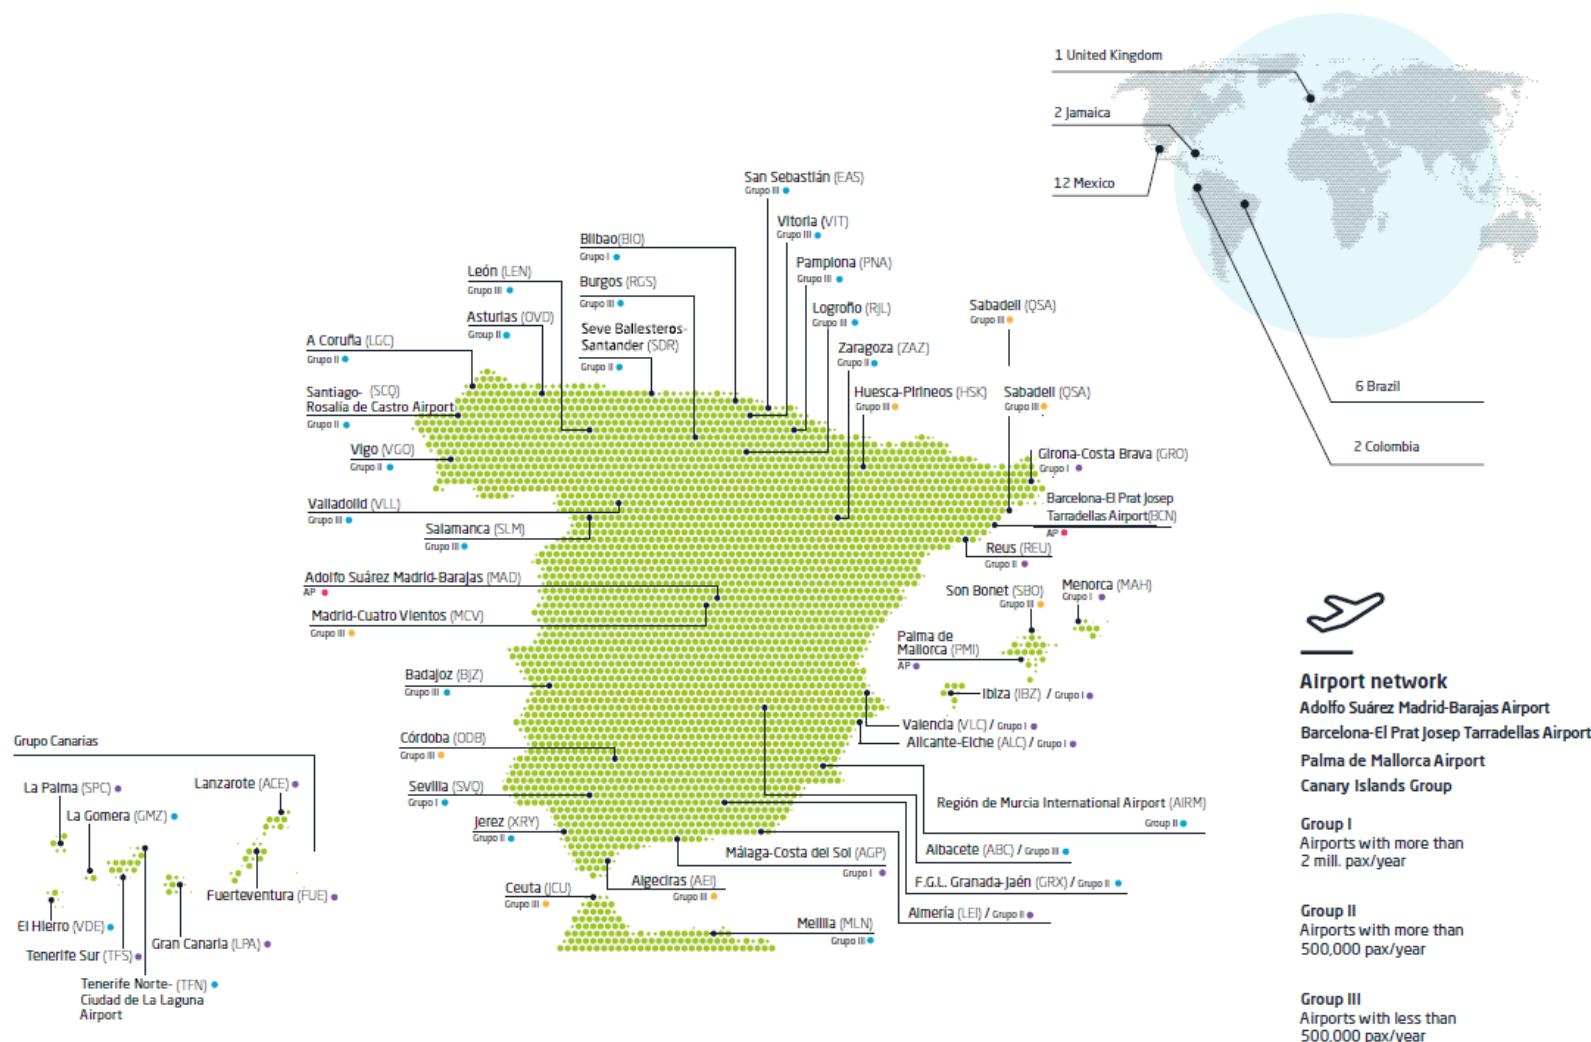 1 United Kingdom
2 Jamaica
12 Mexico
6 Brazil
2 Colombia
San Sebastián (EAS)
Grupo III
Vitoria (VIT)
Grupo III
Bilbao(BIO)
Grupo I
Pamplona (PNA)
Grupo III
León (LEN)
Grupo III
Burgos (RGS)
Grupo III
Logroño (RJL)
Grupo III
Sabadell (QSA)
Grupo III
Asturias (OVD)
Group II
Seve Ballesteros-
Santander (SDR)
Grupo II
A Coruña (LGC)
Grupo II
Zaragoza (ZAZ)
Grupo II
Santiago- (SCQ)
Rosalía de Castro Airport
Grupo II
Huesca-Pirineos (HSK)
Grupo III
Sabadell (QSA)
Grupo III
Vigo (VGO)
Grupo II
Girona-Costa Brava (GRO)
Grupo I
Valladolid (VLL)
Grupo III
Barcelona-El Prat Josep
Tarradellas Airport(BCN)
AP
Salamanca (SLM)
Grupo III
Reus (REU)
Grupo II
Adolfo Suárez Madrid-Barajas (MAD)
AP
Son Bonet (SBO)
Grupo III
Menorca (MAH)
Grupo I
Madrid-Cuatro Vientos (MCV)
Grupo III
Palma de
Mallorca (PMI)
AP
Badajoz (BJZ)
Grupo III
Ibiza (IBZ) / Grupo I
Valencia (VLC) / Grupo I
Alicante-Elche (ALC) / Grupo I
Córdoba (ODB)
Grupo III
Sevilla (SVQ)
Grupo I
Región de Murcia International Airport (AIRM)
Group II
Jerez (XRY)
Grupo II
Málaga-Costa del Sol (AGP)
Grupo I
Albacete (ABC) / Grupo III
Algeciras (AEI)
Grupo III
F.G.L. Granada-Jaén (GRX) / Grupo II
Ceuta (JCU)
Grupo III
Almería (LEI) / Grupo II
Melilla (MLN)
Grupo III
Grupo Canarias
La Palma (SPC)
Lanzarote (ACE)
La Gomera (GMZ)
Fuerteventura (FUE)
El Hierro (VDE)
Gran Canaria (LPA)
Tenerife Sur (TFS)
Tenerife Norte- (TFN)
Ciudad de La Laguna
Airport
Airport network
Adolfo Suárez Madrid-Barajas Airport
Barcelona-El Prat Josep Tarradellas Airport
Palma de Mallorca Airport
Canary Islands Group
Group I
Airports with more than
2 mill. pax/year
Group II
Airports with more than
500,000 pax/year
Group III
Airports with less than
500,000 pax/year